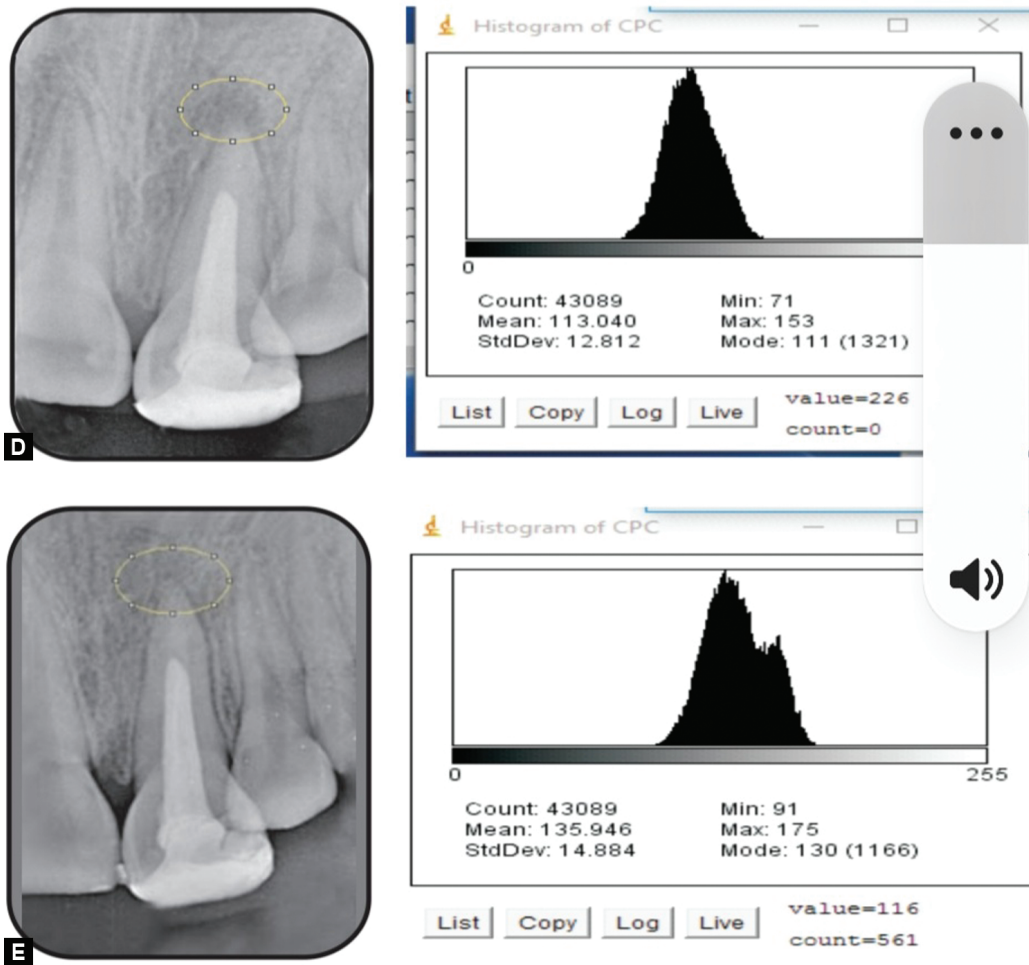 Histogram of CPC
0
Count: 43089
Min: 71
Mean: 113.040
Max: 153
StdDev: 12.812
Mode: 111 (1321)
List
Copy
Log
Live
value=226
count=0
D
Histogram of CPC
0
255
Count: 43089
Min: 91
Mean: 135.946
Max: 175
StdDev: 14.884
Mode: 130 (1166)
List
Copy
Log
Live
value=116
count=561
E